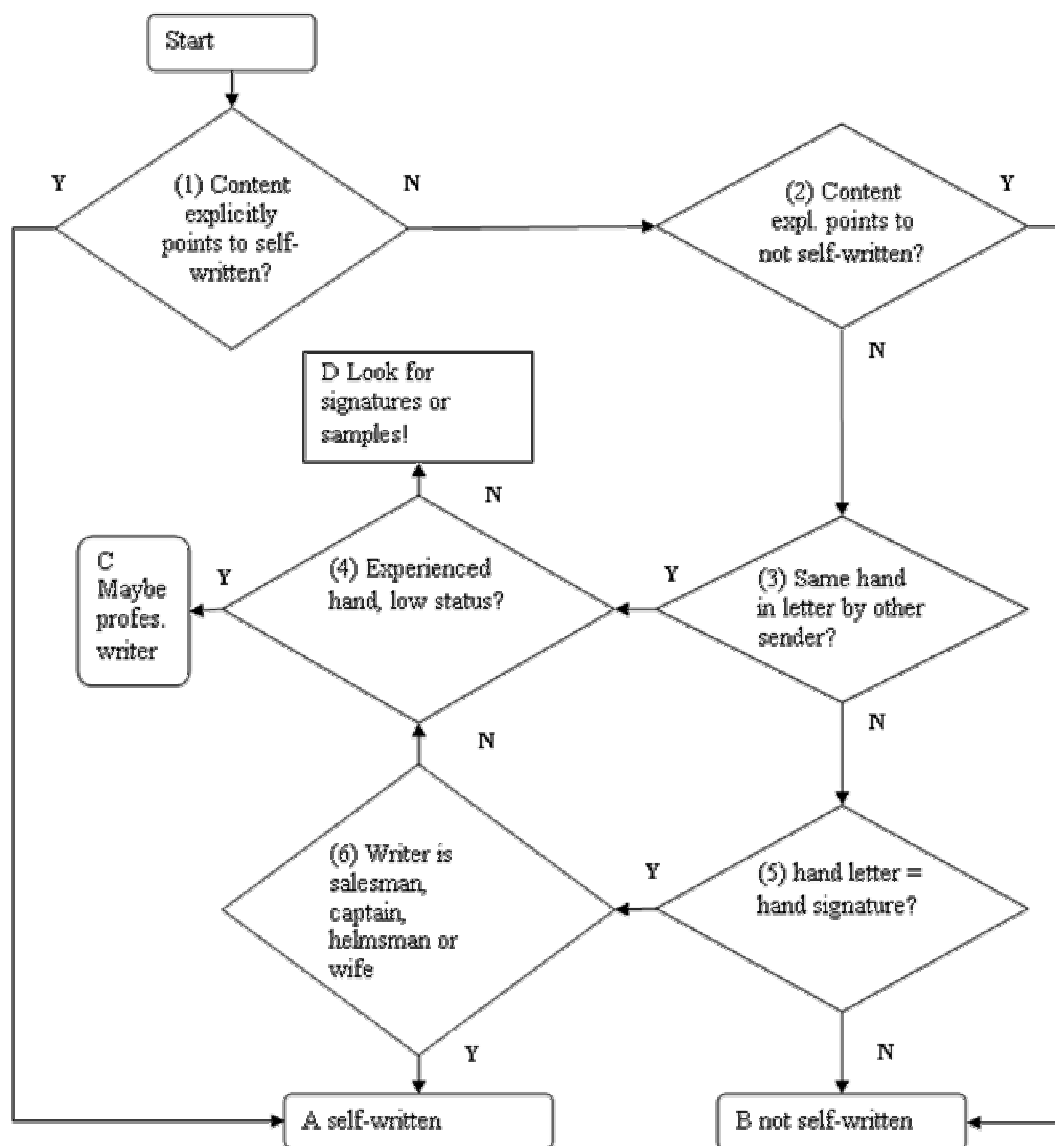 Start
Y
N
(1) Content
explicitly
points to self-
written?
(2) Content
expl. points to
not self-written?
Y
N
D Look for
signatures or
samples!
N
C
Maybe
profes.
writer
Y
(4) Experienced
hand, low status?
Y
(3) Same hand
in letter by other
sender?
N
N
(6) Writer is
salesman,
captain,
helmsman or
wife
Y
(5) hand letter =
hand signature?
Y
N
A self-written
B not self-written